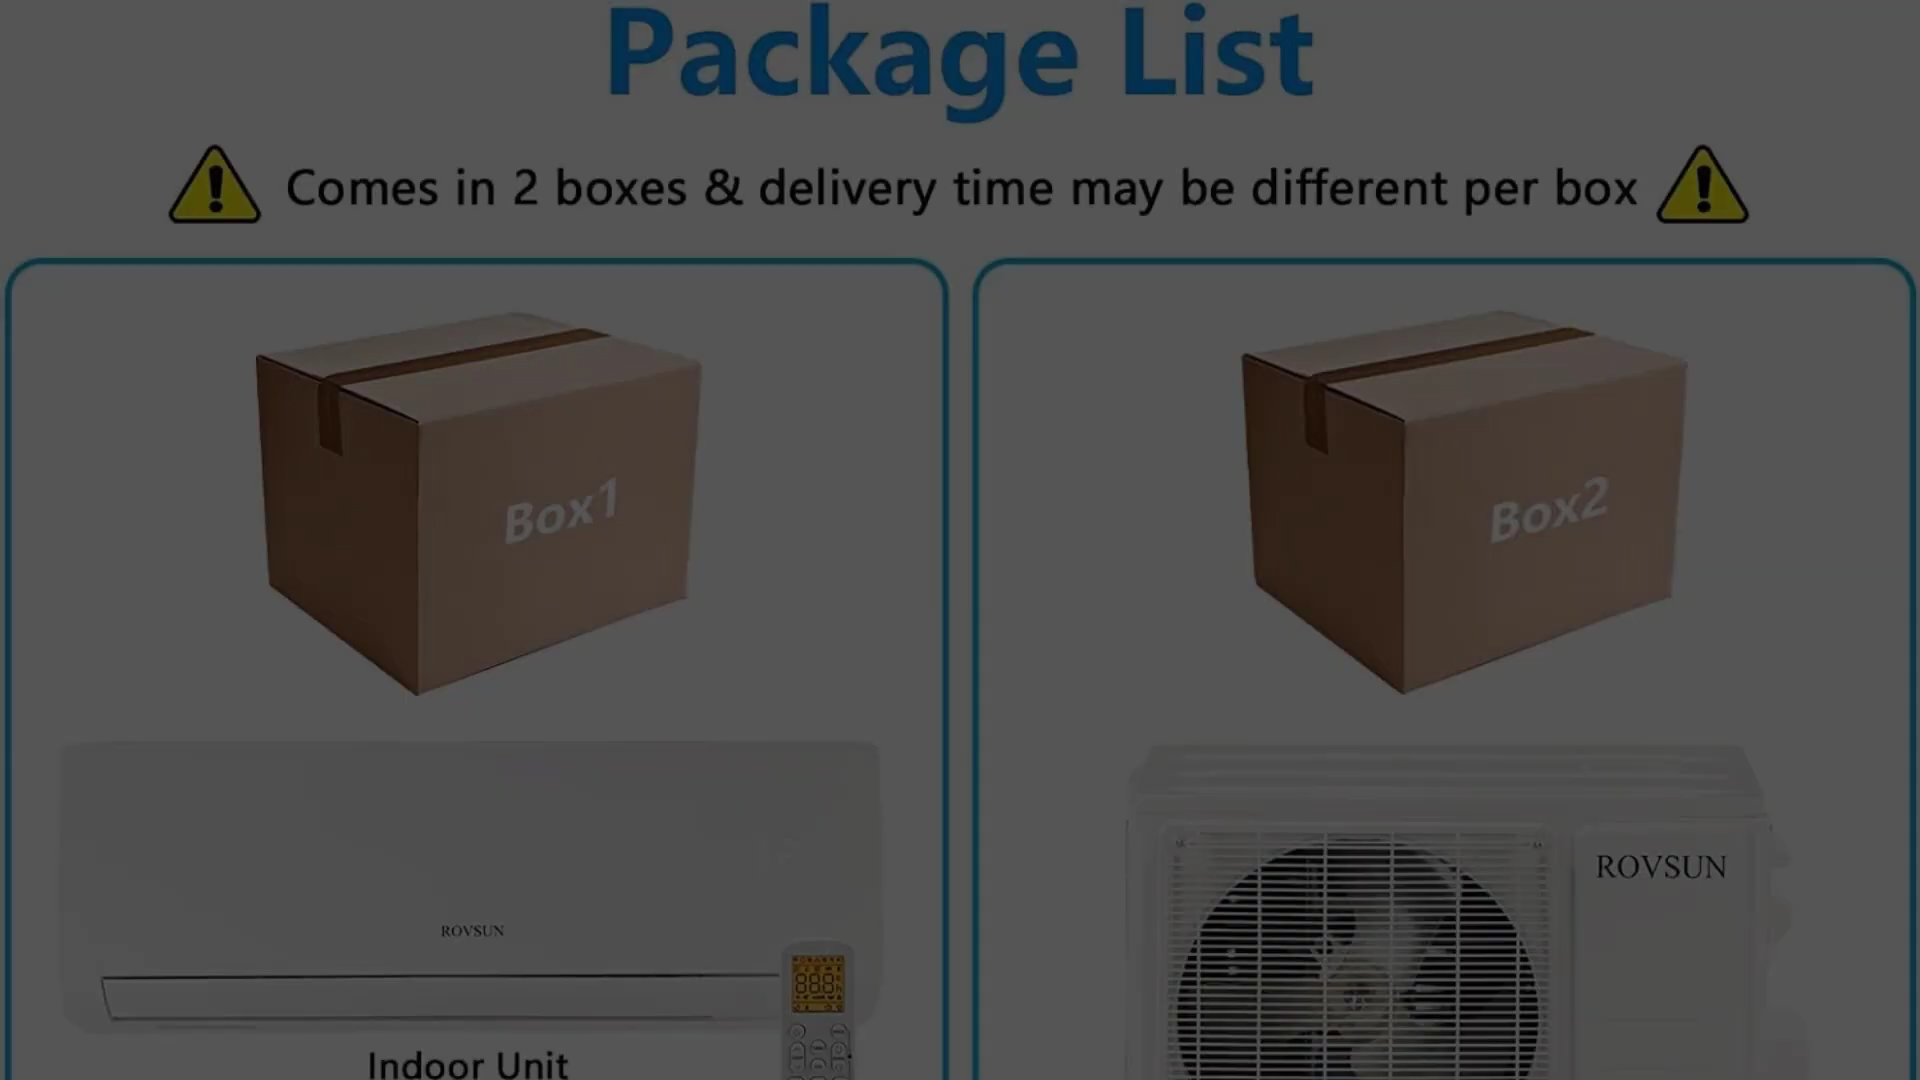 Package List
Comes in 2 boxes & delivery time may be different per box
Box1
Box2
ROVSUN
ROVSUN
888
Indoor Unit